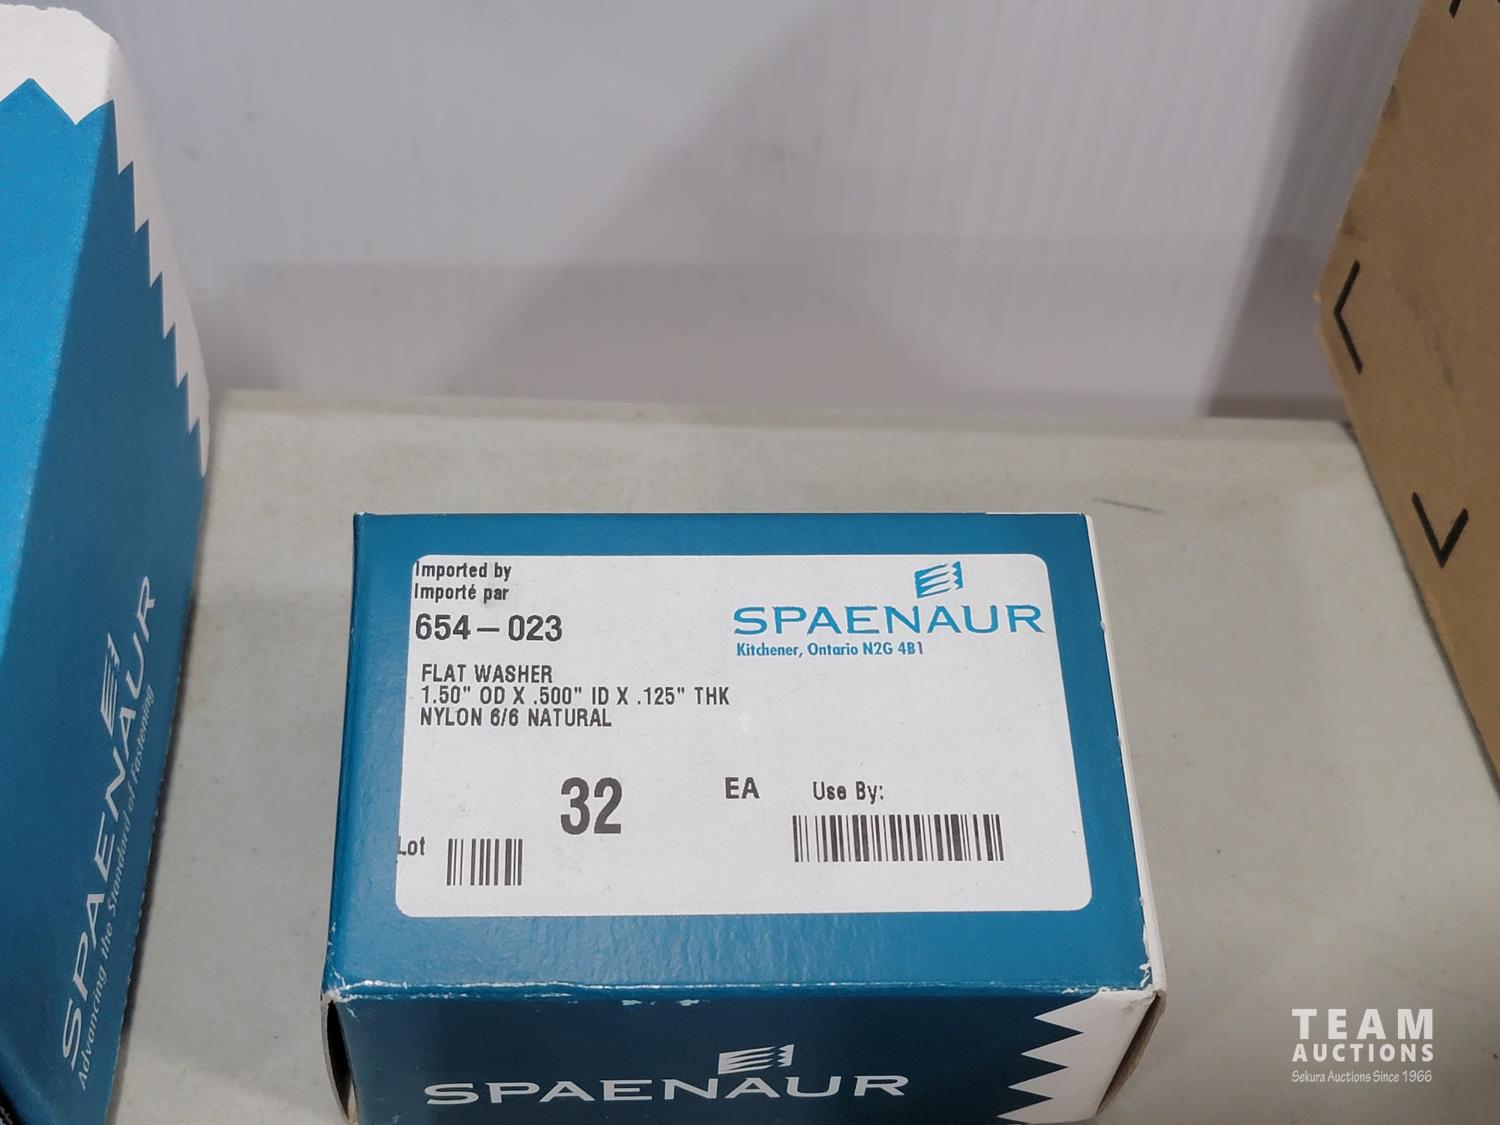 Imported by
Importé par
654-023
SPAENAUR
Kitchener, Ontario N2G 4B1
FLAT WASHER
1.50" OD X .500" ID X .125" THK
NYLON 6/6 NATURAL
32 EA Use By:
Lot
SPAENAUR
SPAENAUR
Advancing the Standard of Fastening
TEAM
AUCTIONS
Sekura Auctions Since 1966